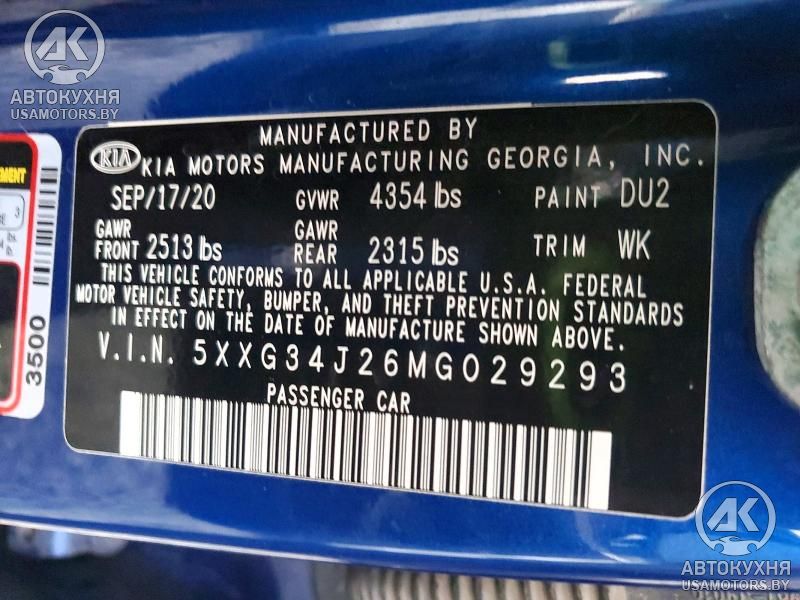 AK
АВТОКУХНЯ
USAMOTORS.BY
MANUFACTURED BY
KIA KIA MOTORS MANUFACTURING GEORGIA, INC.
SEP/17/20 GVWR 4354 lbs PAINT DU2
GAWR GAWR
FRONT 2513 lbs REAR 2315 lbs TRIM WK
THIS VEHICLE CONFORMS TO ALL APPLICABLE U.S.A. FEDERAL
MOTOR VEHICLE SAFETY, BUMPER, AND THEFT PREVENTION STANDARDS
IN EFFECT ON THE DATE OF MANUFACTURE SHOWN ABOVE.
V.I.N. 5XXG34J26MG029293
PASSENGER CAR
3500
3
AK
АВТОКУХНЯ
USAMOTORS.BY